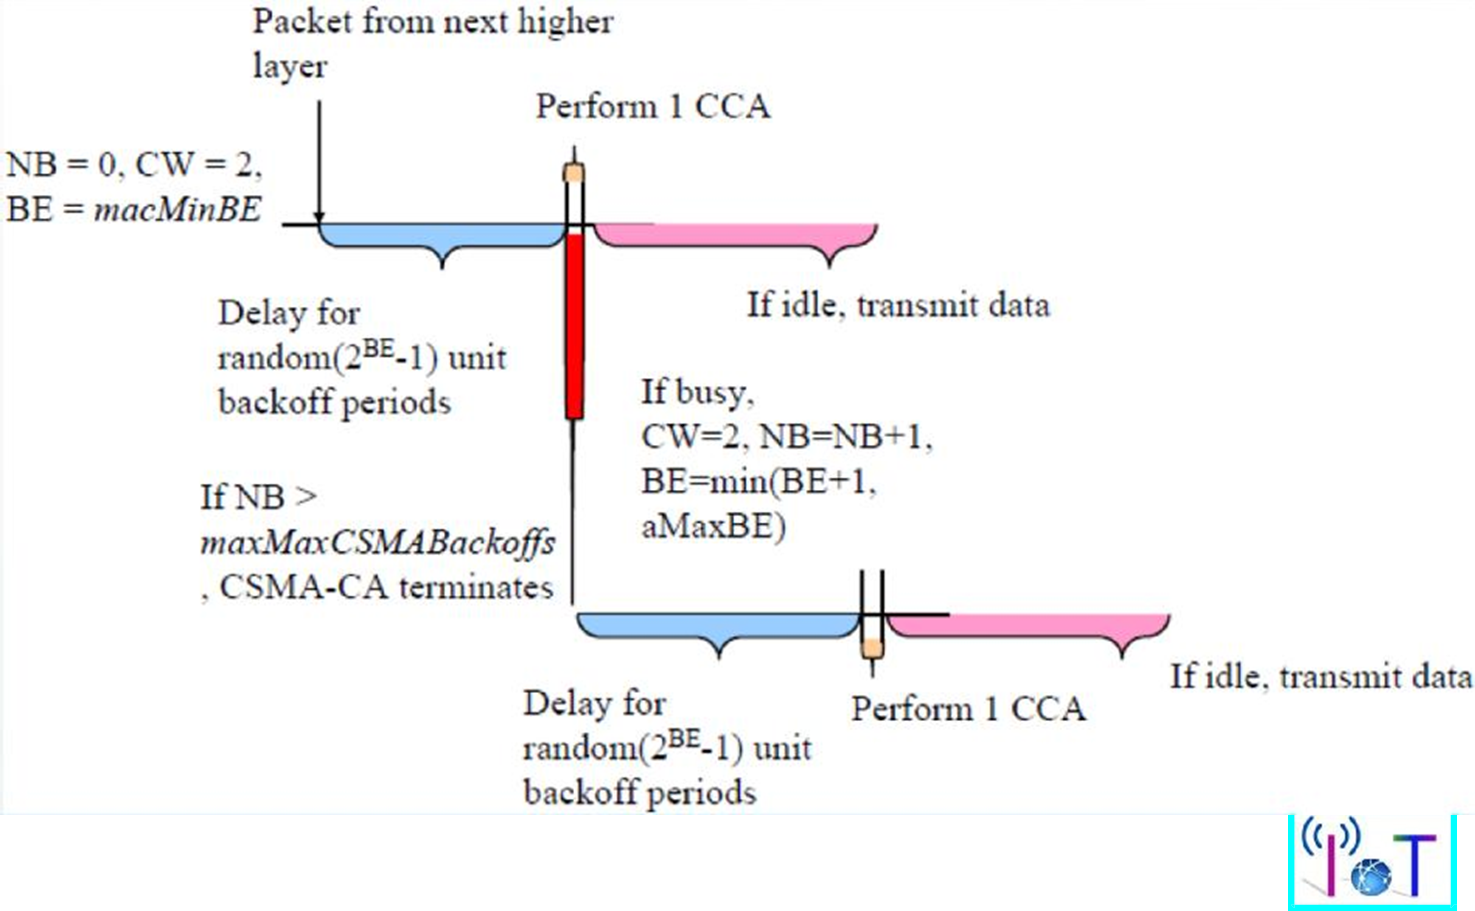 Packet from next higher
layer
Perform 1 CCA
NB = 0, CW = 2,
BE = macMinBE
Delay for
random(2^BE-1) unit
backoff periods
If idle, transmit data
If busy,
CW=2, NB=NB+1,
BE=min(BE+1,
aMaxBE)
If NB >
maxMaxCSMABackoffs
, CSMA-CA terminates
Delay for
random(2^BE-1) unit
backoff periods
Perform 1 CCA
If idle, transmit data
IoT